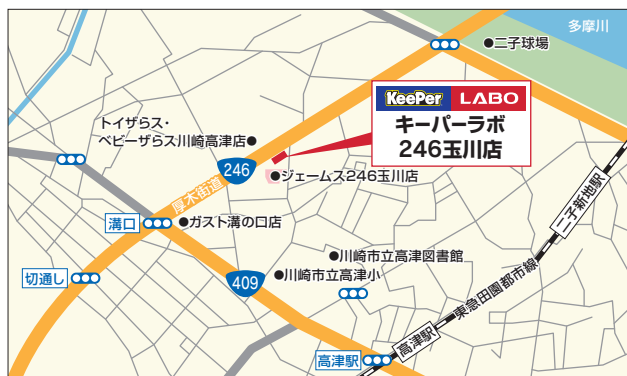 多摩川
二子球場
KeePer LABO
キーパーラボ
246玉川店
トイザらス・
ベビーザらス川崎高津店
246
厚木街道
ジェームス246玉川店
二子新地駅
溝口
ガスト溝の口店
川崎市立高津図書館
切通し
409
川崎市立高津小
東急田園都市線
高津駅
高津駅